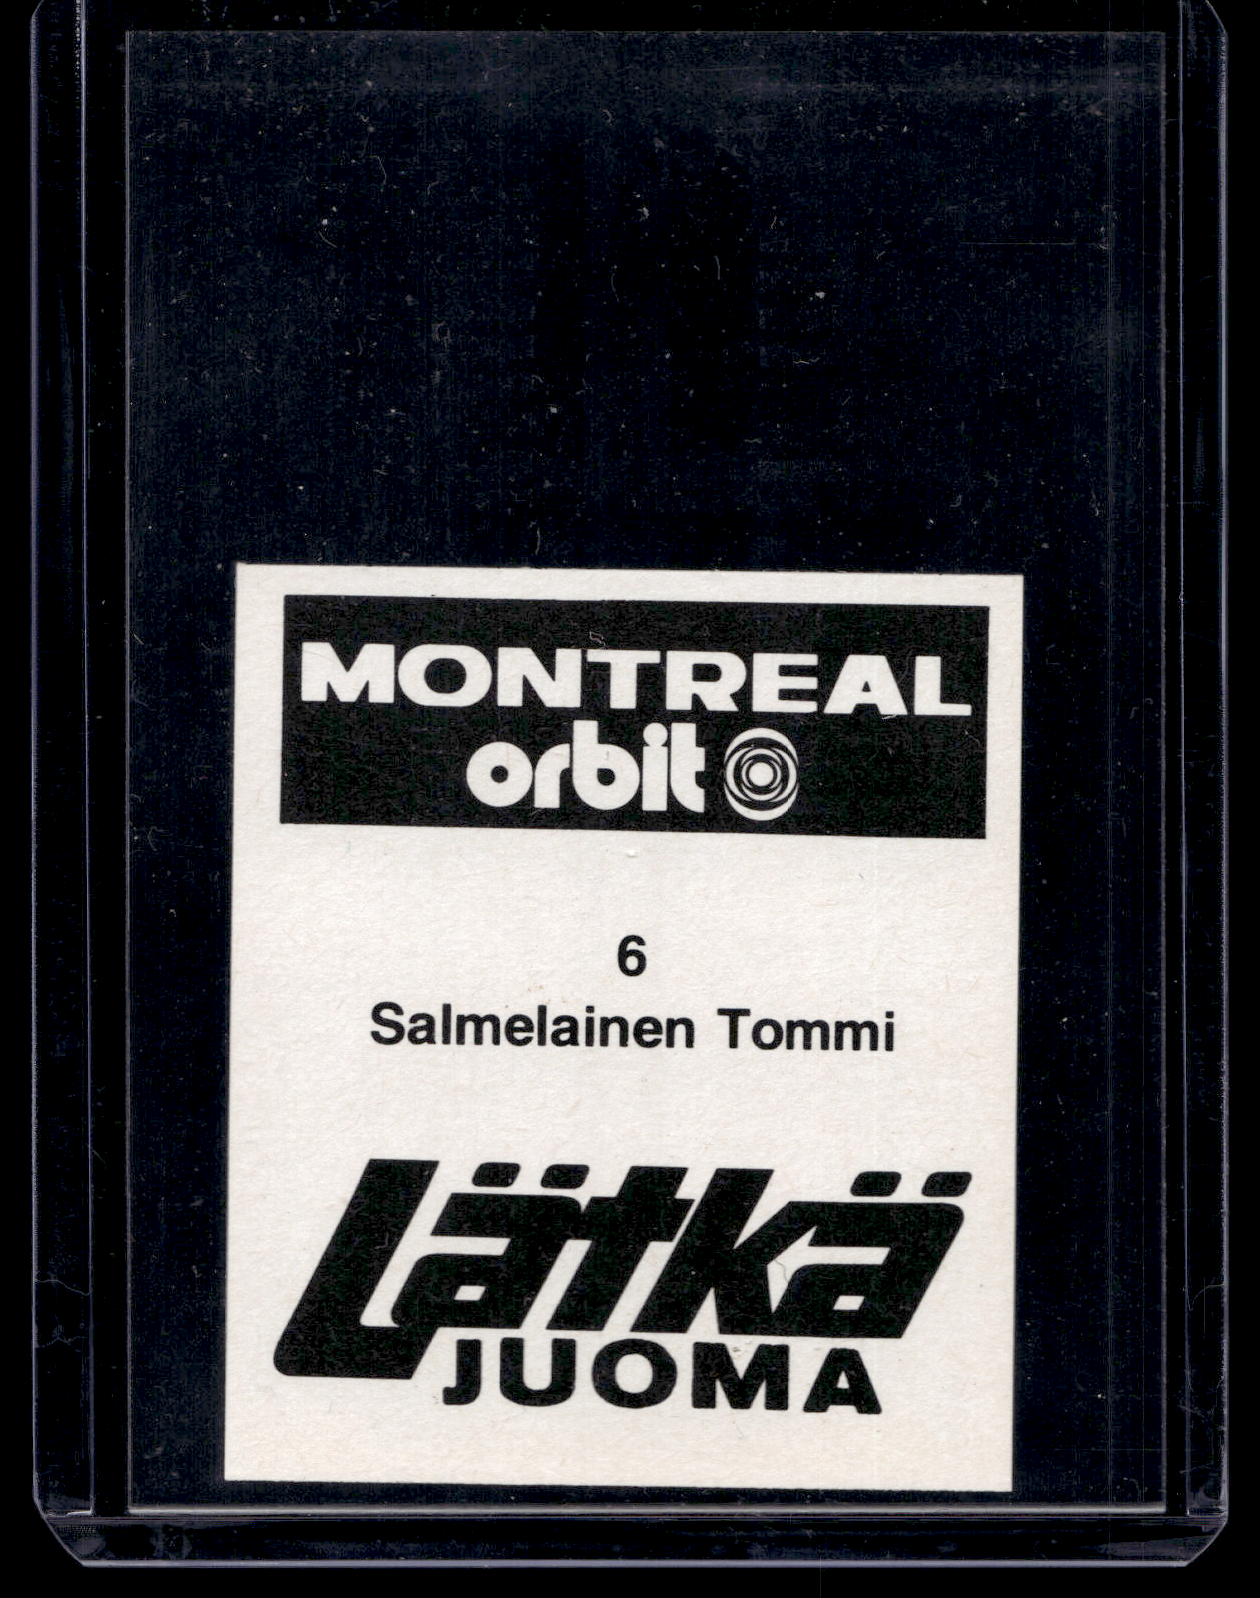 MONTREAL
orbit
6
Salmelainen Tommi
Lätkä
JUOMA